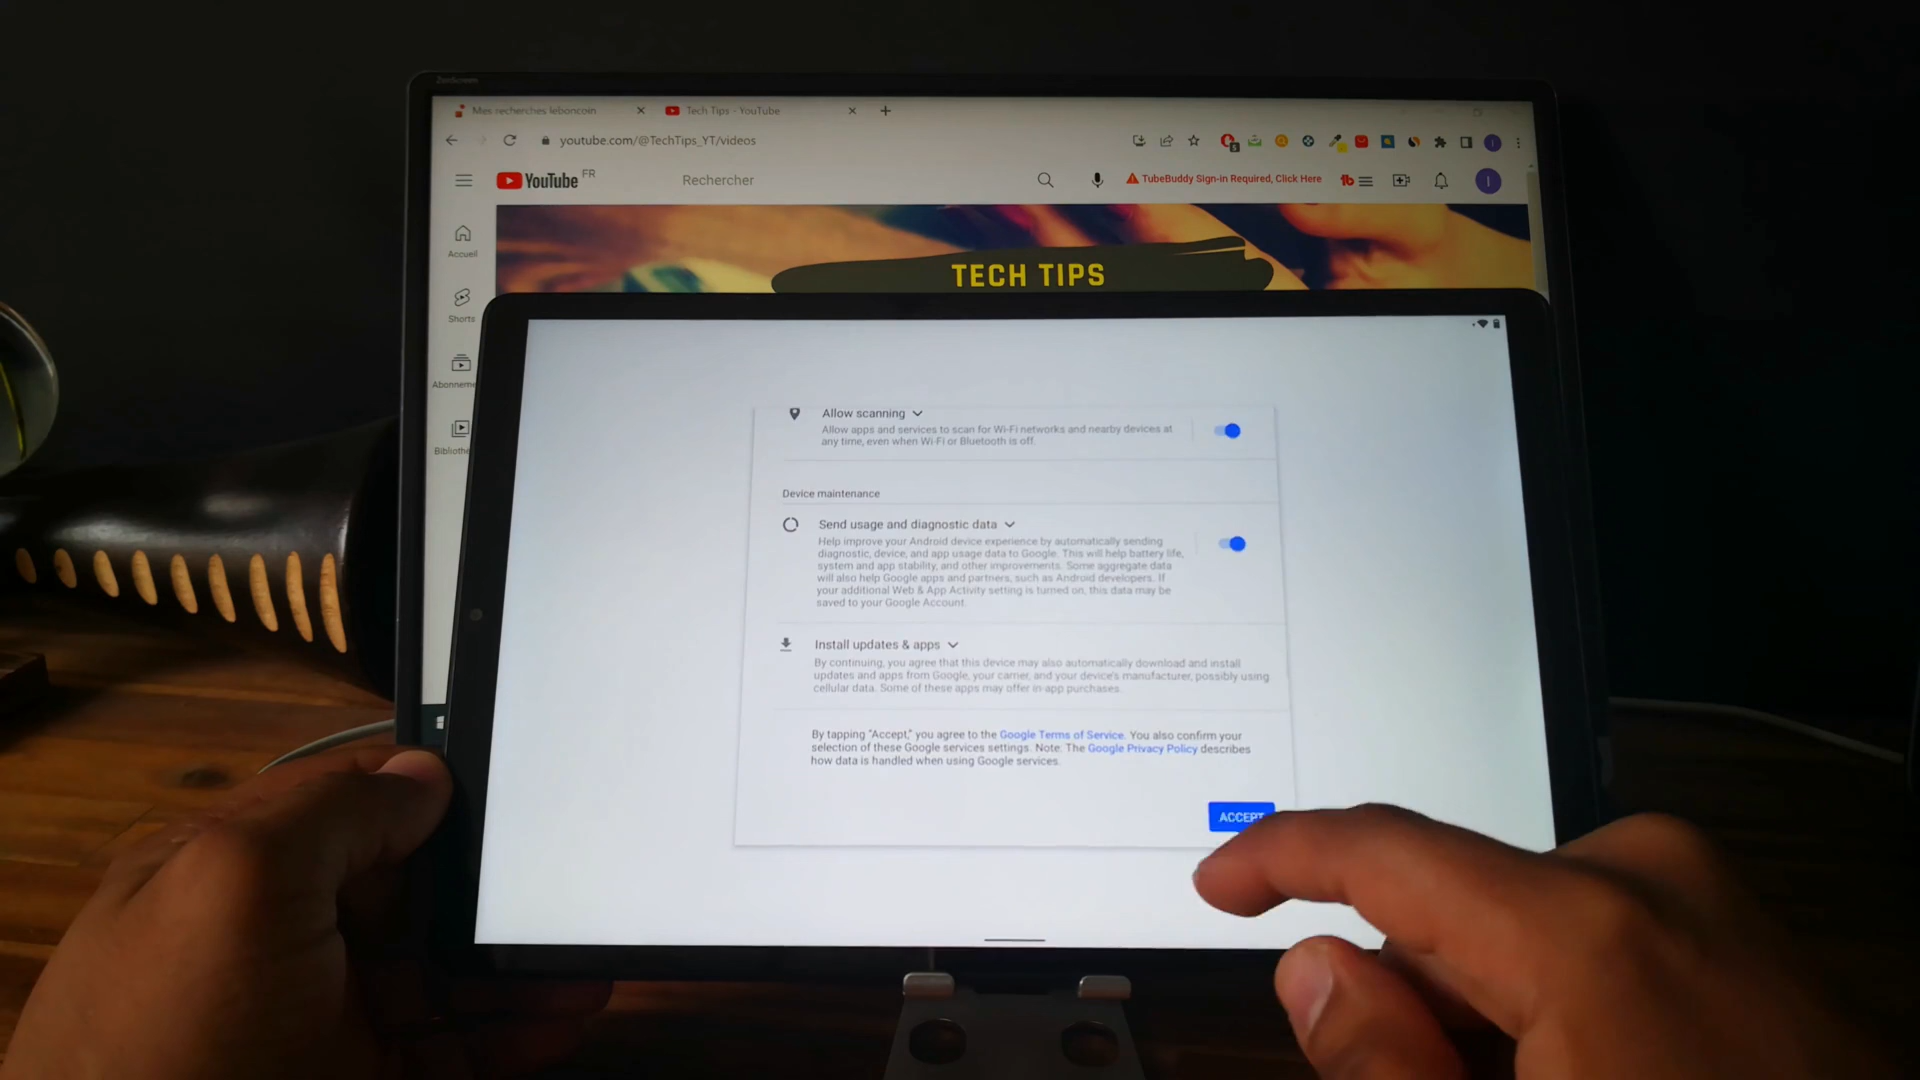 ZenScreen
Mes recherches leboncoin
Tech Tips - YouTube
youtube.com/@TechTips_YT/videos
YouTube FR
Rechercher
TubeBuddy Sign-in Required, Click Here
Accueil
Shorts
Abonneme
Biblioth
TECH TIPS
Allow scanning
Allow apps and services to scan for Wi-Fi networks and nearby devices at
any time, even when Wi-Fi or Bluetooth is off.
Device maintenance
Send usage and diagnostic data
Help improve your Android device experience by automatically sending
diagnostic, device, and app usage data to Google. This will help battery life,
system and app stability, and other improvements. Some aggregate data
will also help Google apps and partners, such as Android developers. If
your additional Web & App Activity setting is turned on, this data may be
saved to your Google Account.
Install updates & apps
By continuing, you agree that this device may also automatically download and install
updates and apps from Google, your carrier, and your device's manufacturer, possibly using
cellular data. Some of these apps may offer in-app purchases.
By tapping “Accept,” you agree to the Google Terms of Service. You also confirm your
selection of these Google services settings. Note: The Google Privacy Policy describes
how data is handled when using Google services.
ACCEPT